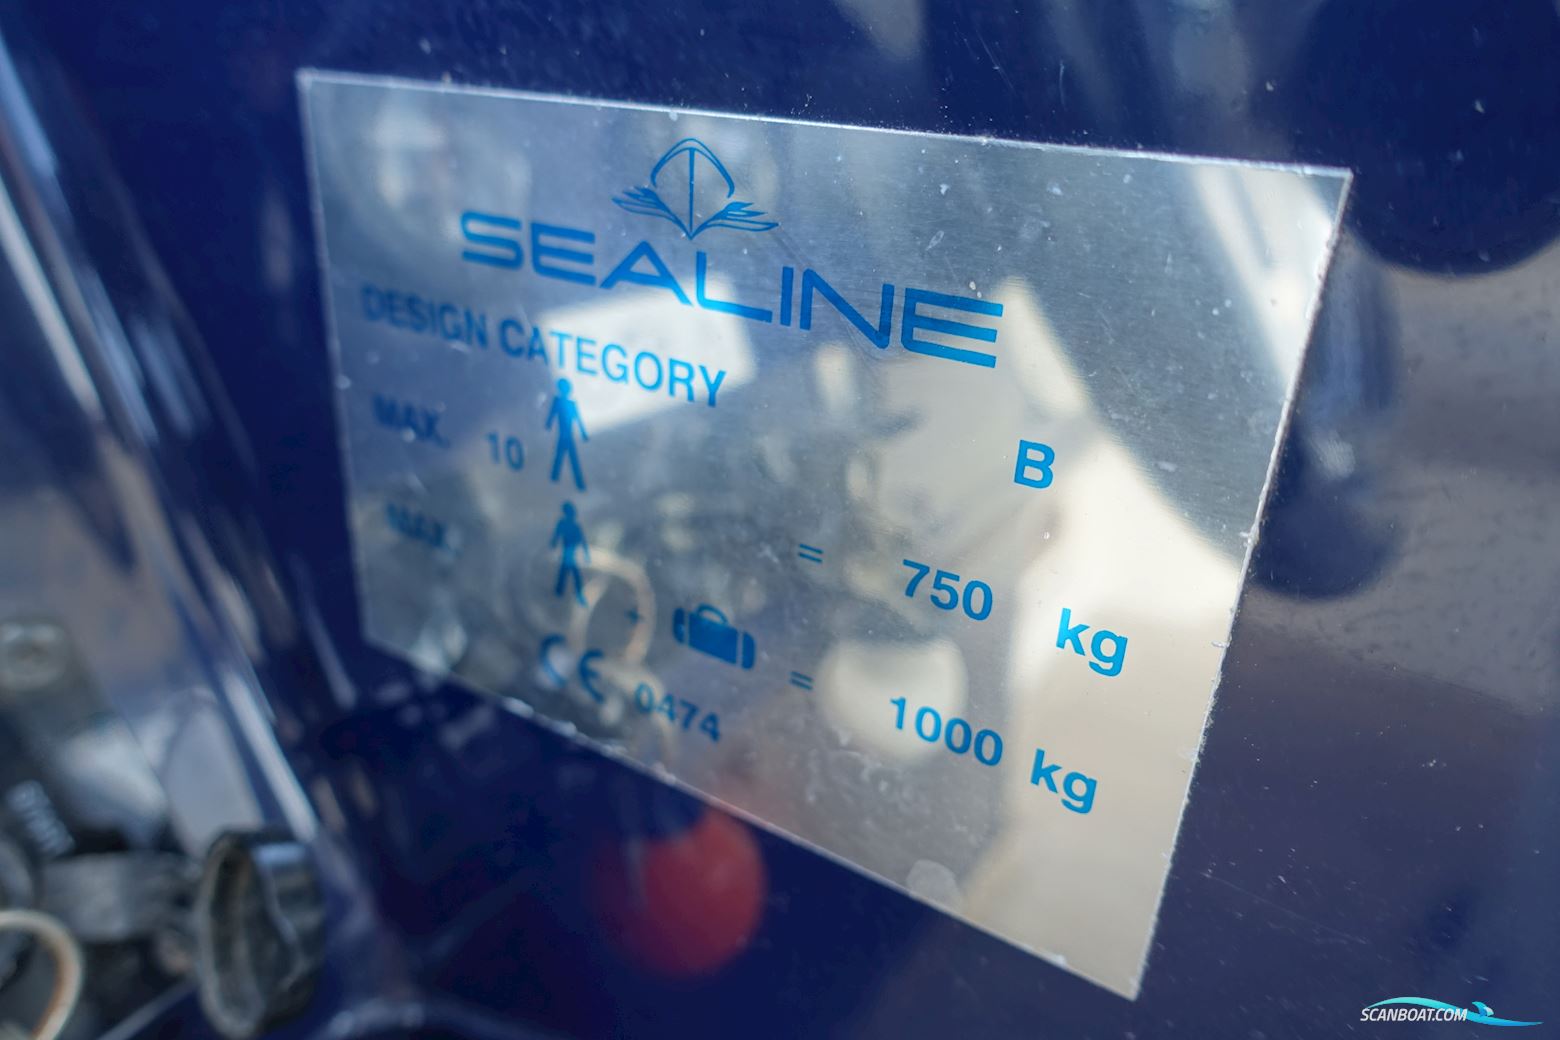 SEALINE
DESIGN CATEGORY B
MAX. 10 = 750 kg
MAX. + = 1000 kg
CE 0474
SCANBOAT.COM